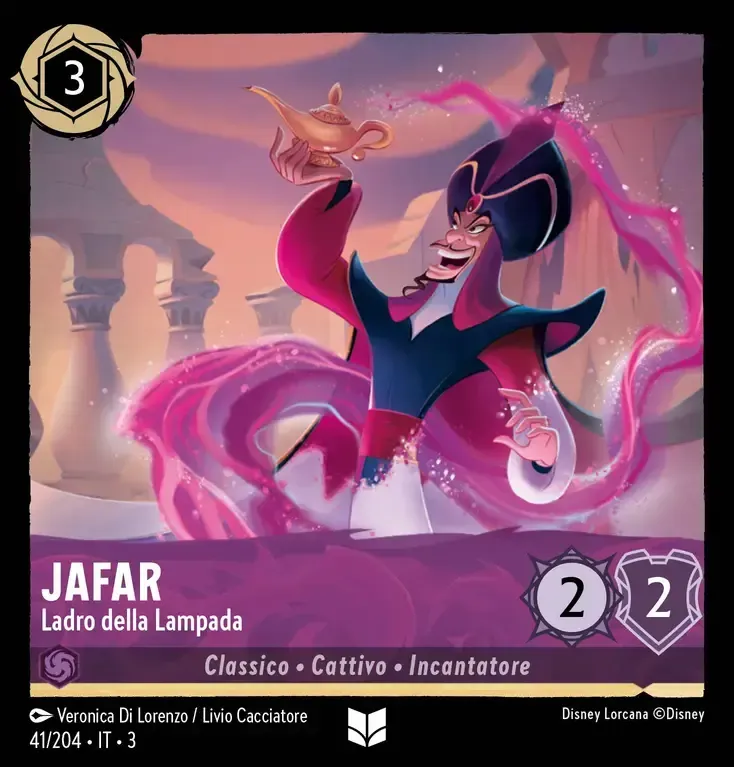 3
JAFAR
Ladro della Lampada
2 2
Classico • Cattivo • Incantatore
Veronica Di Lorenzo / Livio Cacciatore
Disney Lorcana ©Disney
41/204 • IT • 3